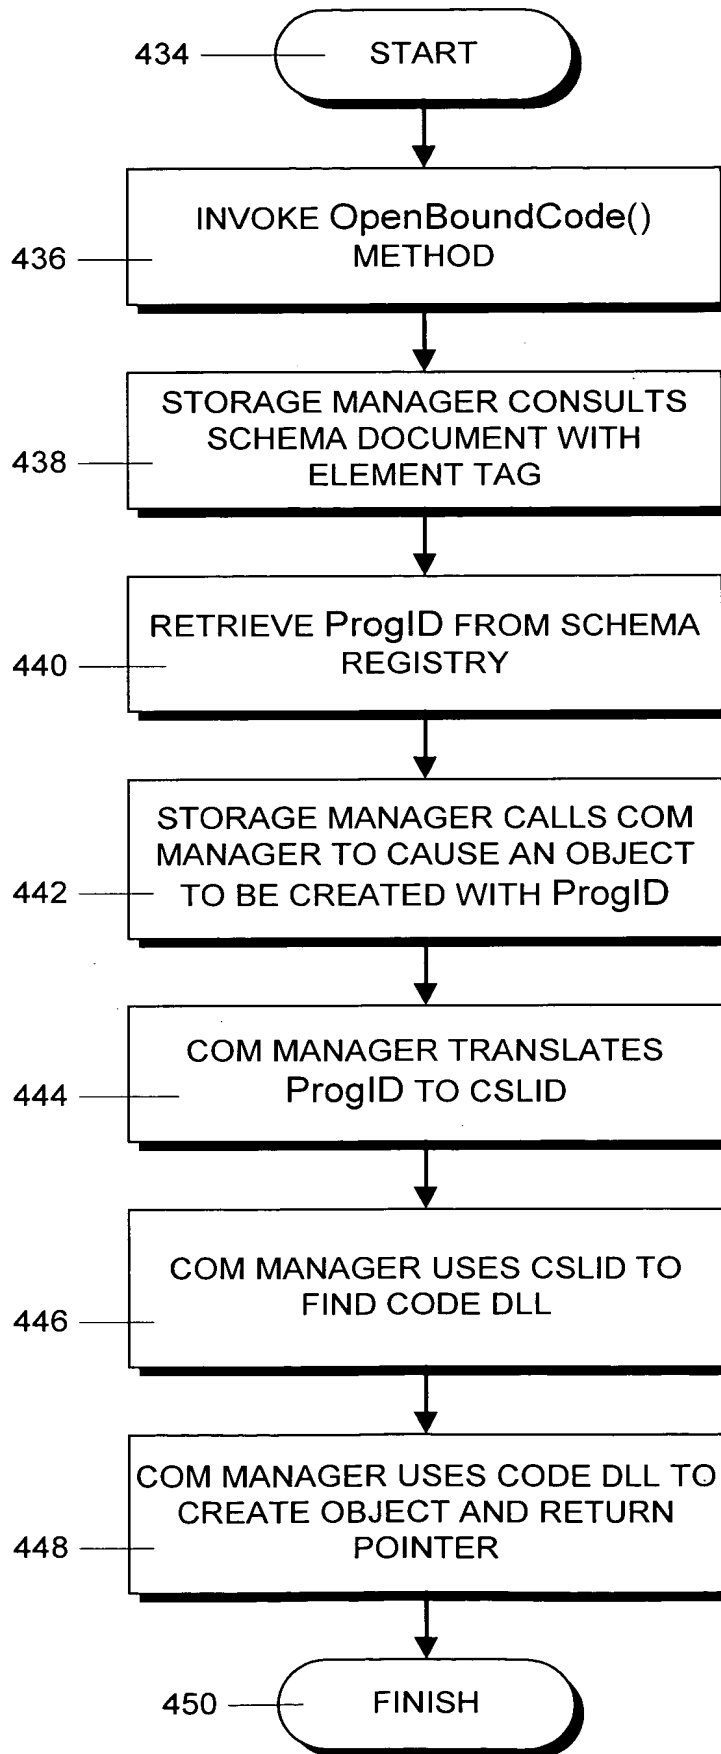 434
START
INVOKE OpenBoundCode()
METHOD
436
STORAGE MANAGER CONSULTS
SCHEMA DOCUMENT WITH
ELEMENT TAG
438
RETRIEVE ProgID FROM SCHEMA
REGISTRY
440
STORAGE MANAGER CALLS COM
MANAGER TO CAUSE AN OBJECT
TO BE CREATED WITH ProgID
442
COM MANAGER TRANSLATES
ProgID TO CSLID
444
COM MANAGER USES CSLID TO
FIND CODE DLL
446
COM MANAGER USES CODE DLL TO
CREATE OBJECT AND RETURN
POINTER
448
450
FINISH